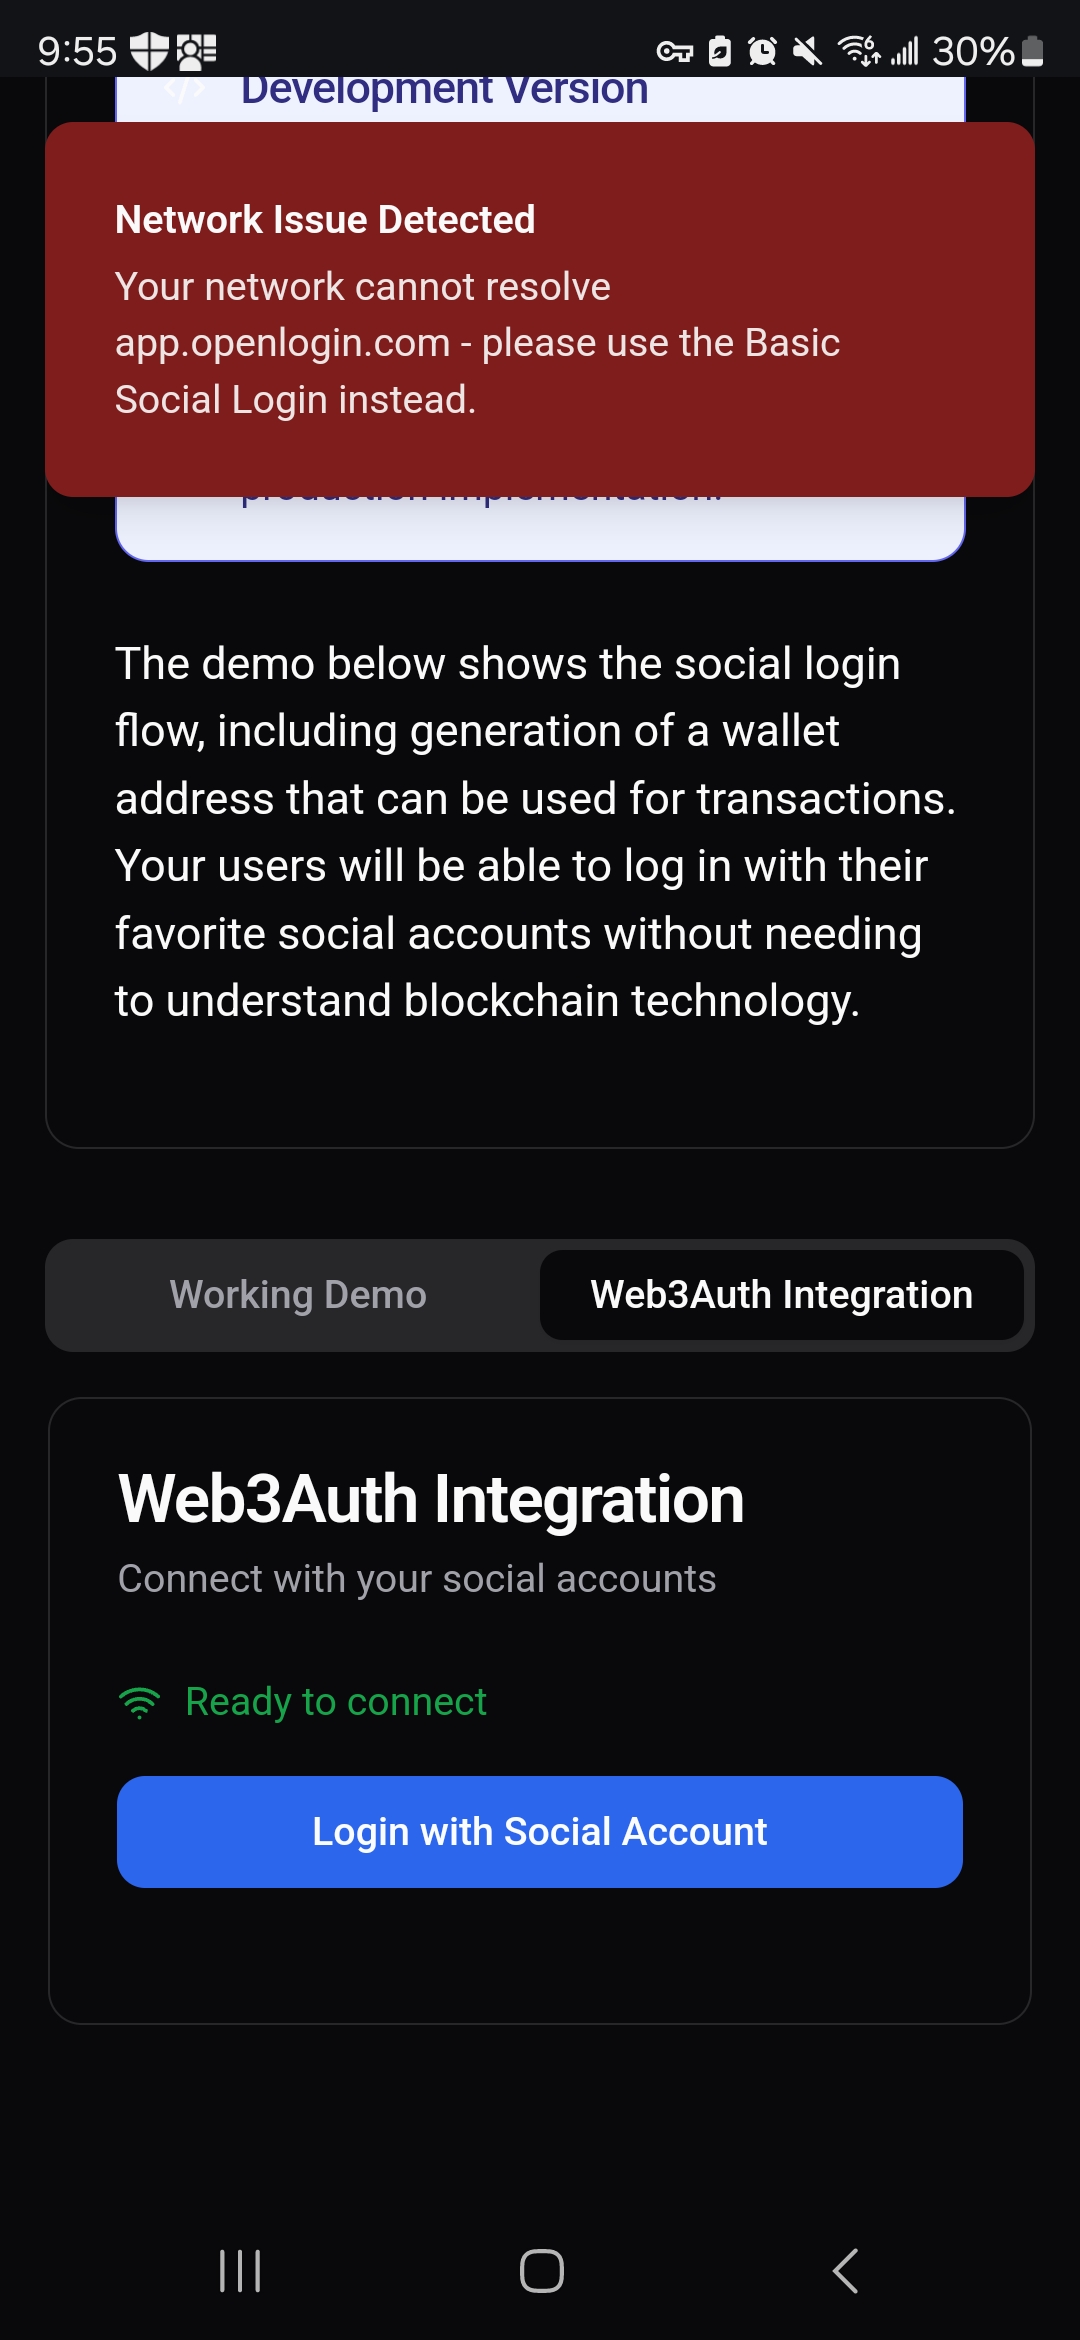 9:55
6
30%
Development Version
Network Issue Detected
Your network cannot resolve
app.openlogin.com - please use the Basic
Social Login instead.
production implementation.
The demo below shows the social login
flow, including generation of a wallet
address that can be used for transactions.
Your users will be able to log in with their
favorite social accounts without needing
to understand blockchain technology.
Working Demo
Web3Auth Integration
Web3Auth Integration
Connect with your social accounts
Ready to connect
Login with Social Account